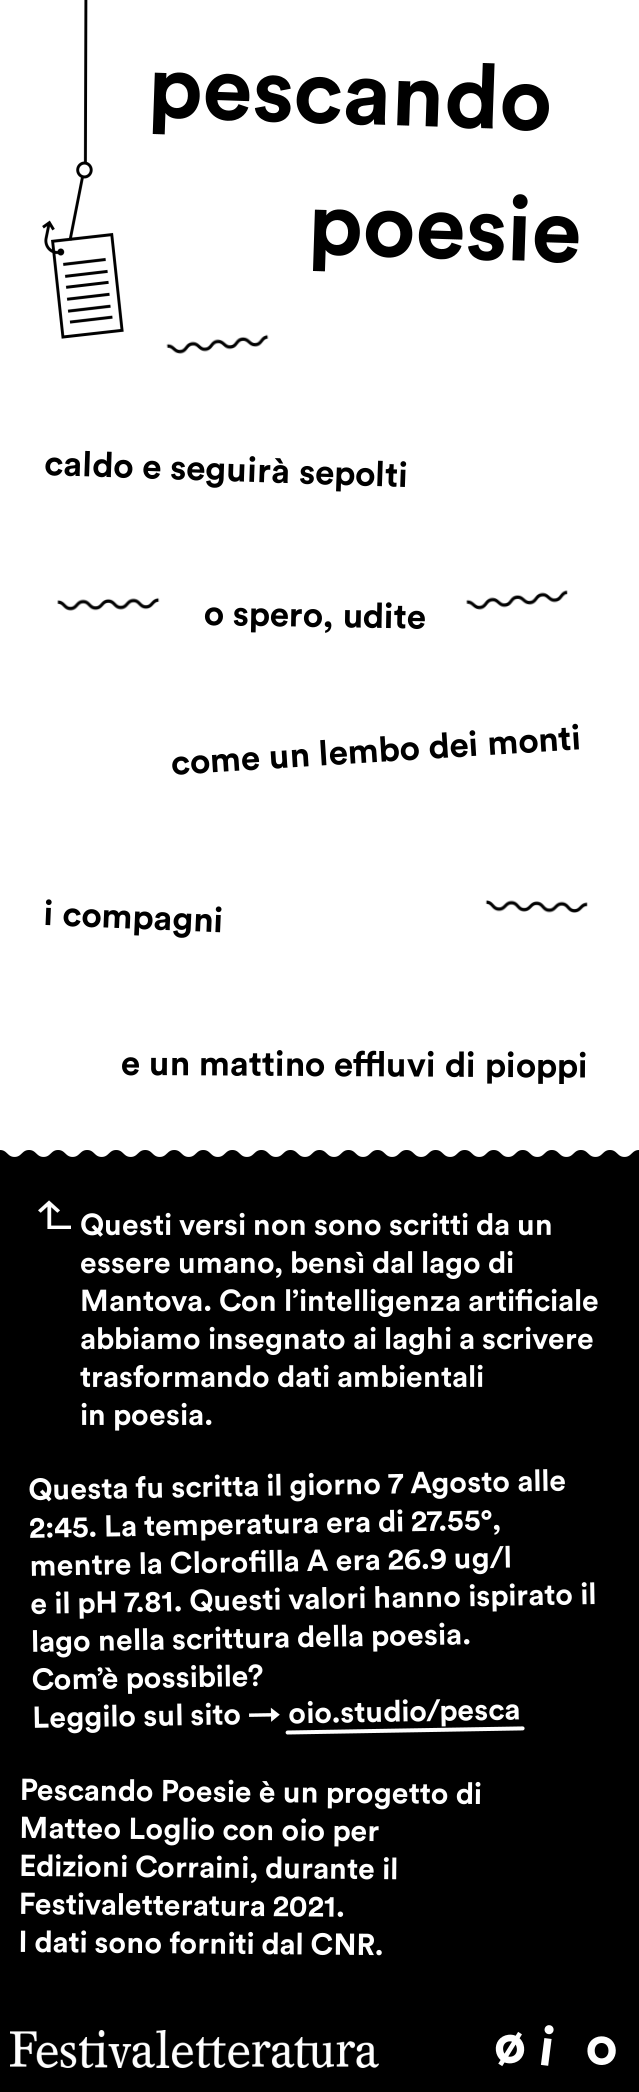 pescando
poesie
caldo e seguirà sepolti
o spero, udite
come un lembo dei monti
i compagni
e un mattino effluvi di pioppi
Questi versi non sono scritti da un
essere umano, bensì dal lago di
Mantova. Con l’intelligenza artificiale
abbiamo insegnato ai laghi a scrivere
trasformando dati ambientali
in poesia.
Questa fu scritta il giorno 7 Agosto alle
2:45. La temperatura era di 27.55°,
mentre la Clorofilla A era 26.9 ug/l
e il pH 7.81. Questi valori hanno ispirato il
lago nella scrittura della poesia.
Com’è possibile?
Leggilo sul sito → oio.studio/pesca
Pescando Poesie è un progetto di
Matteo Loglio con oio per
Edizioni Corraini, durante il
Festivaletteratura 2021.
I dati sono forniti dal CNR.
Festivaletteratura
øio